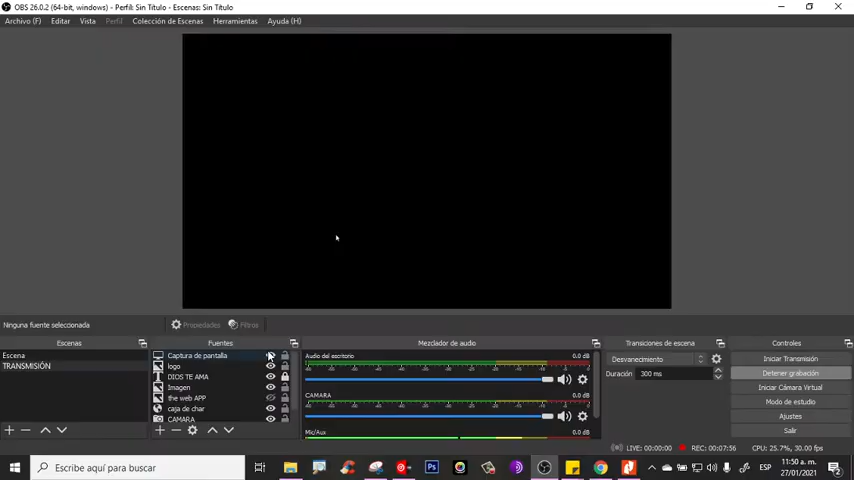 OBS 26.0.2 (64-bit, windows) - Perfil: Sin Título - Escenas: Sin Título
Archivo (F) Editar Vista Perfil Colección de Escenas Herramientas Ayuda (H)
Ninguna fuente seleccionada Propiedades Filtros
Escenas Fuentes Mezclador de audio Transiciones de escena Controles
Escena
TRANSMISIÓN
Captura de pantalla
logo
DIOS TE AMA
Imagen
the web APP
caja de char
CAMARA
Audio del escritorio 0.0 dB
CAMARA 0.0 dB
Mic/Aux 0.0 dB
Desvanecimiento
Duración 300 ms
Iniciar Transmisión
Detener grabación
Iniciar Cámara Virtual
Modo de estudio
Ajustes
Salir
LIVE: 00:00:00 REC: 00:07:56 CPU: 25.7%, 30.00 fps
Escribe aquí para buscar
ESP
11:50 a. m.
27/01/2021